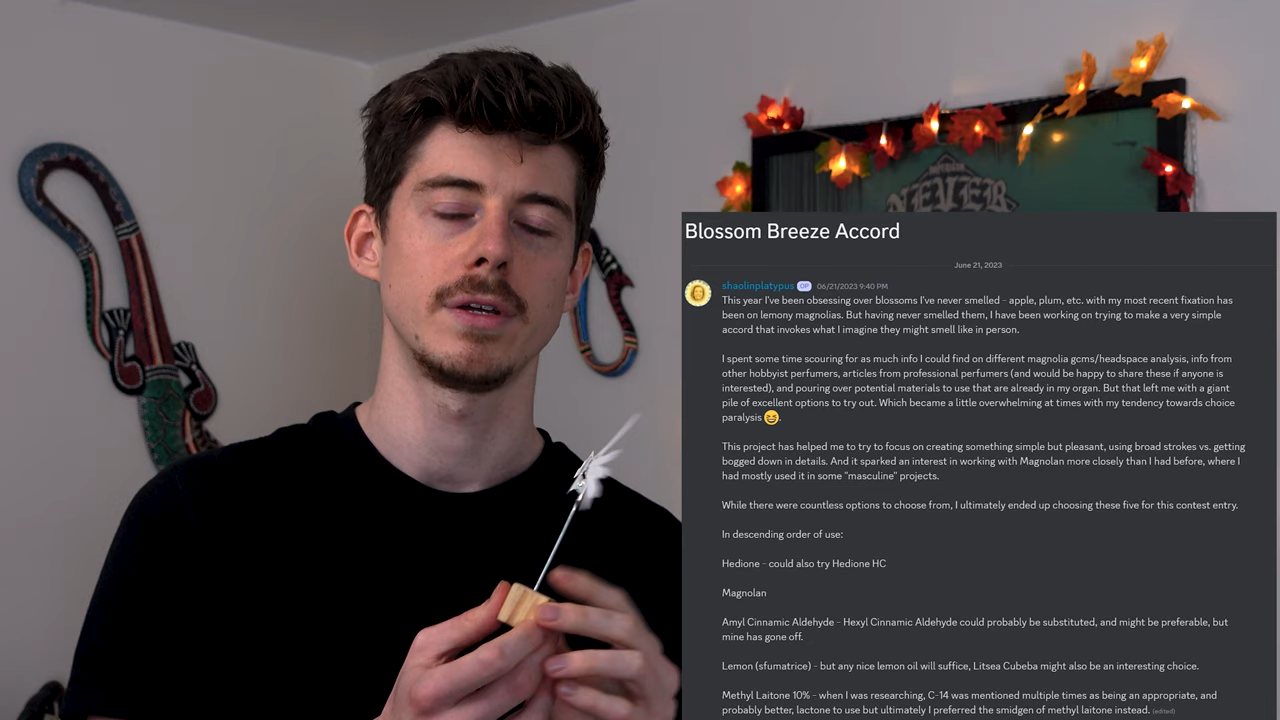 NEVER
Blossom Breeze Accord
June 21, 2023
shaolinplatypus OP 06/21/2023 9:40 PM
This year I've been obsessing over blossoms I've never smelled - apple, plum, etc. with my most recent fixation has
been on lemony magnolias. But having never smelled them, I have been working on trying to make a very simple
accord that invokes what I imagine they might smell like in person.
I spent some time scouring for as much info I could find on different magnolia gcms/headspace analysis, info from
other hobbyist perfumers, articles from professional perfumers (and would be happy to share these if anyone is
interested), and pouring over potential materials to use that are already in my organ. But that left me with a giant
pile of excellent options to try out. Which became a little overwhelming at times with my tendency towards choice
paralysis 😆.
This project has helped me to try to focus on creating something simple but pleasant, using broad strokes vs. getting
bogged down in details. And it sparked an interest in working with Magnolan more closely than I had before, where I
had mostly used it in some "masculine" projects.
While there were countless options to choose from, I ultimately ended up choosing these five for this contest entry.
In descending order of use:
Hedione - could also try Hedione HC
Magnolan
Amyl Cinnamic Aldehyde - Hexyl Cinnamic Aldehyde could probably be substituted, and might be preferable, but
mine has gone off.
Lemon (sfumatrice) - but any nice lemon oil will suffice, Litsea Cubeba might also be an interesting choice.
Methyl Laitone 10% - when I was researching, C-14 was mentioned multiple times as being an appropriate, and
probably better, lactone to use but ultimately I preferred the smidgen of methyl laitone instead. (edited)